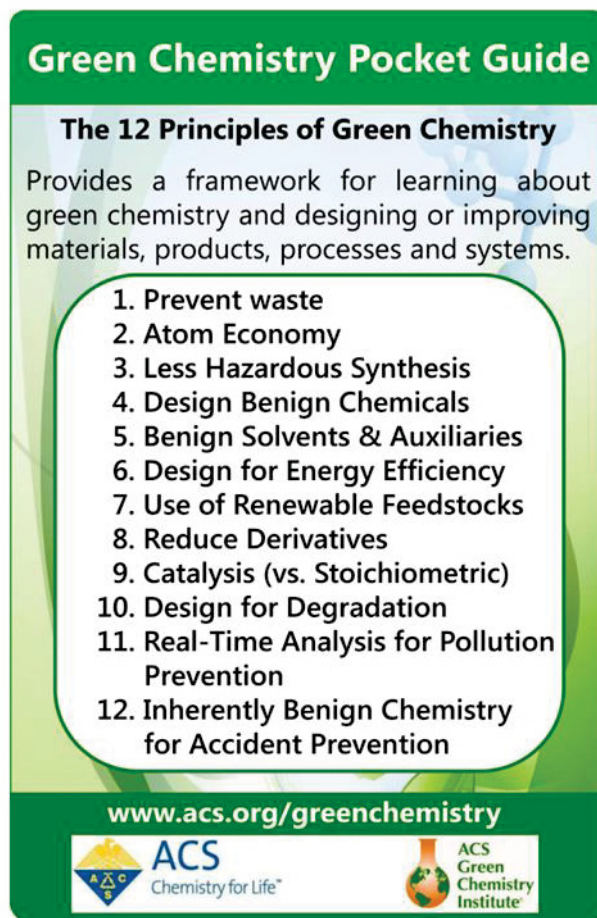 Green Chemistry Pocket Guide
The 12 Principles of Green Chemistry
Provides a framework for learning about
green chemistry and designing or improving
materials, products, processes and systems.
1. Prevent waste
2. Atom Economy
3. Less Hazardous Synthesis
4. Design Benign Chemicals
5. Benign Solvents & Auxiliaries
6. Design for Energy Efficiency
7. Use of Renewable Feedstocks
8. Reduce Derivatives
9. Catalysis (vs. Stoichiometric)
10. Design for Degradation
11. Real-Time Analysis for Pollution
Prevention
12. Inherently Benign Chemistry
for Accident Prevention
www.acs.org/greenchemistry
A C S
ACS
Chemistry for Life™
ACS
Green
Chemistry
Institute®